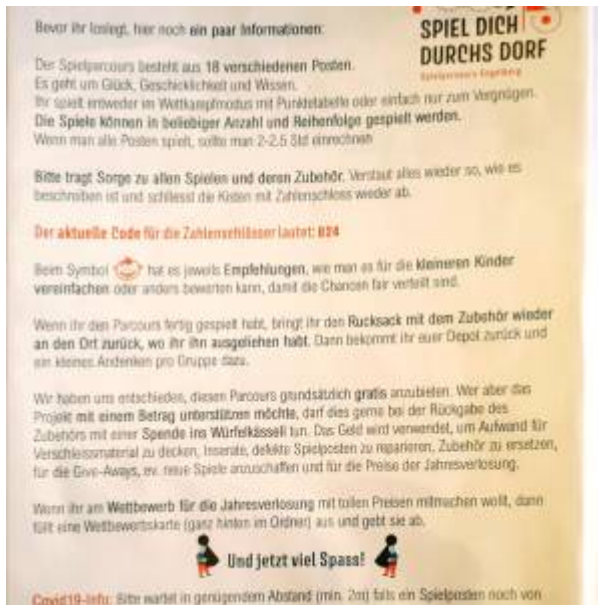 SPIEL DICH
DURCHS DORF
Spielparcours Engelberg
Bevor ihr loslegt, hier noch ein paar Informationen:
Der Spielparcours besteht aus 18 verschiedenen Posten.
Es geht um Glück, Geschicklichkeit und Wissen.
Ihr spielt entweder im Wettkampfmodus mit Punktetabelle oder einfach nur zum Vergnügen.
Die Spiele können in beliebiger Anzahl und Reihenfolge gespielt werden.
Wenn man alle Posten spielt, sollte man 2-2.5 Std einrechnen
Bitte tragt Sorge zu allen Spielen und deren Zubehör. Verstaut alles wieder so, wie es
beschrieben ist und schliesst die Kisten mit Zahlenschloss wieder ab.
Der aktuelle Code für die Zahlenschlösser lautet: 824
Beim Symbol hat es jeweils Empfehlungen, wie man es für die kleineren Kinder
vereinfachen oder anders bewerten kann, damit die Chancen fair verteilt sind.
Wenn ihr den Parcours fertig gespielt habt, bringt ihr den Rucksack mit dem Zubehör wieder
an den Ort zurück, wo ihr ihn ausgeliehen habt. Dann bekommt ihr euer Depot zurück und
ein kleines Andenken pro Gruppe dazu.
Wir haben uns entschieden, diesen Parcours grundsätzlich gratis anzubieten. Wer aber das
Projekt mit einem Betrag unterstützen möchte, darf dies gerne bei der Rückgabe des
Zubehörs mit einer Spende ins Würfelkässeli tun. Das Geld wird verwendet, um Aufwand für
Verschleissmaterial zu decken, Inserate, defekte Spielposten zu reparieren, Zubehör zu ersetzen,
für die Give-Aways, ev. neue Spiele anzuschaffen und für die Preise der Jahresverlosung.
Wenn ihr am Wettbewerb für die Jahresverlosung mit tollen Preisen mitmachen wollt, dann
füllt eine Wettbewerbskarte (ganz hinten im Ordner) aus und gebt sie ab.
Und jetzt viel Spass!
Covid19-Info: Bitte wartet in genügendem Abstand (min. 2m) falls ein Spielposten noch von